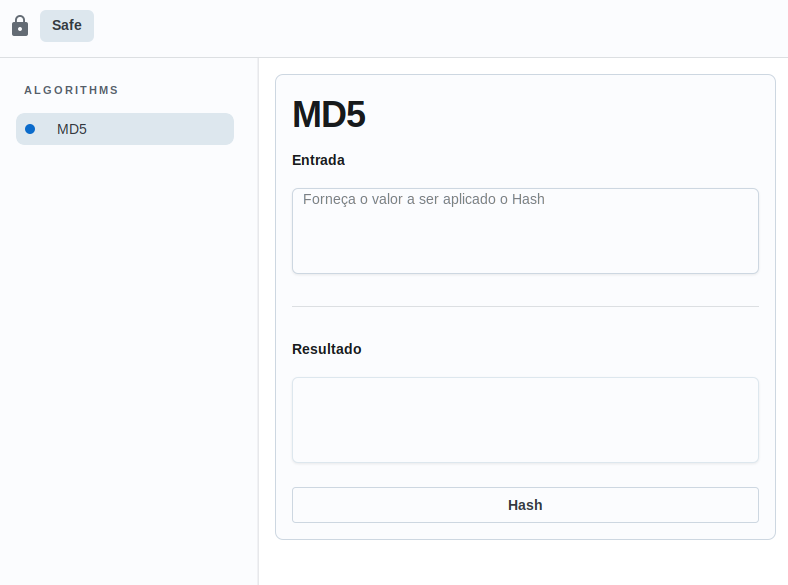 Safe
ALGORITHMS
MD5
MD5
Entrada
Forneça o valor a ser aplicado o Hash
Resultado
Hash